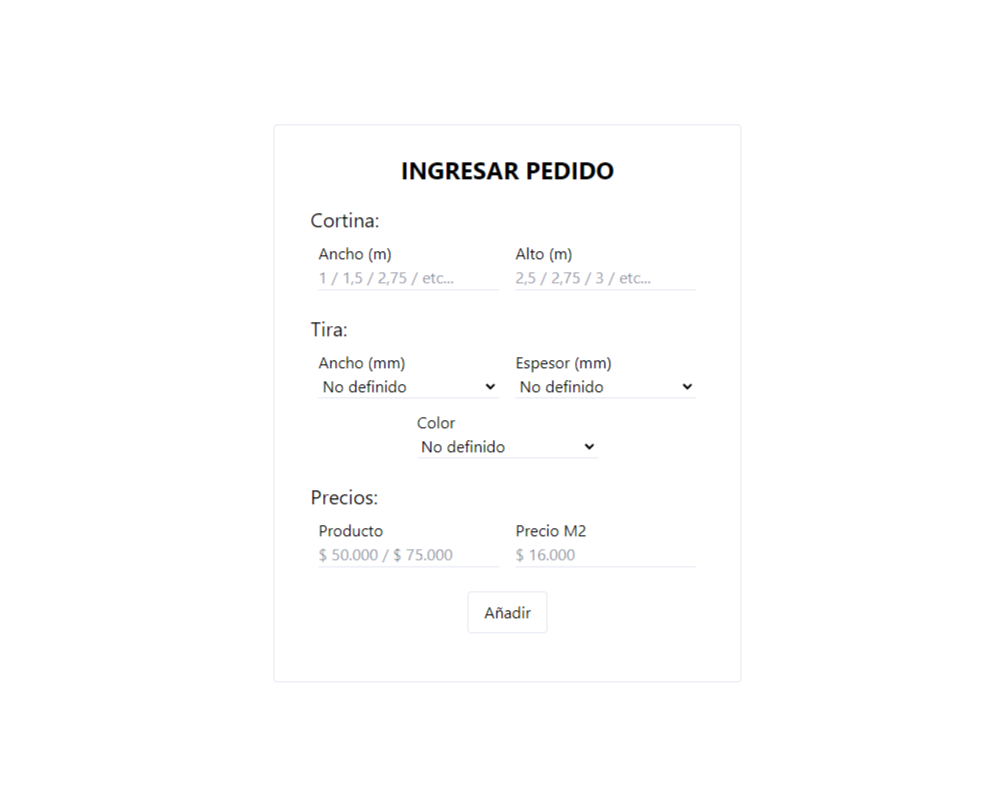 INGRESAR PEDIDO
Cortina:
Ancho (m) Alto (m)
1 / 1,5 / 2,75 / etc... 2,5 / 2,75 / 3 / etc...
Tira:
Ancho (mm) Espesor (mm)
No definido No definido
Color
No definido
Precios:
Producto Precio M2
$ 50.000 / $ 75.000 $ 16.000
Añadir